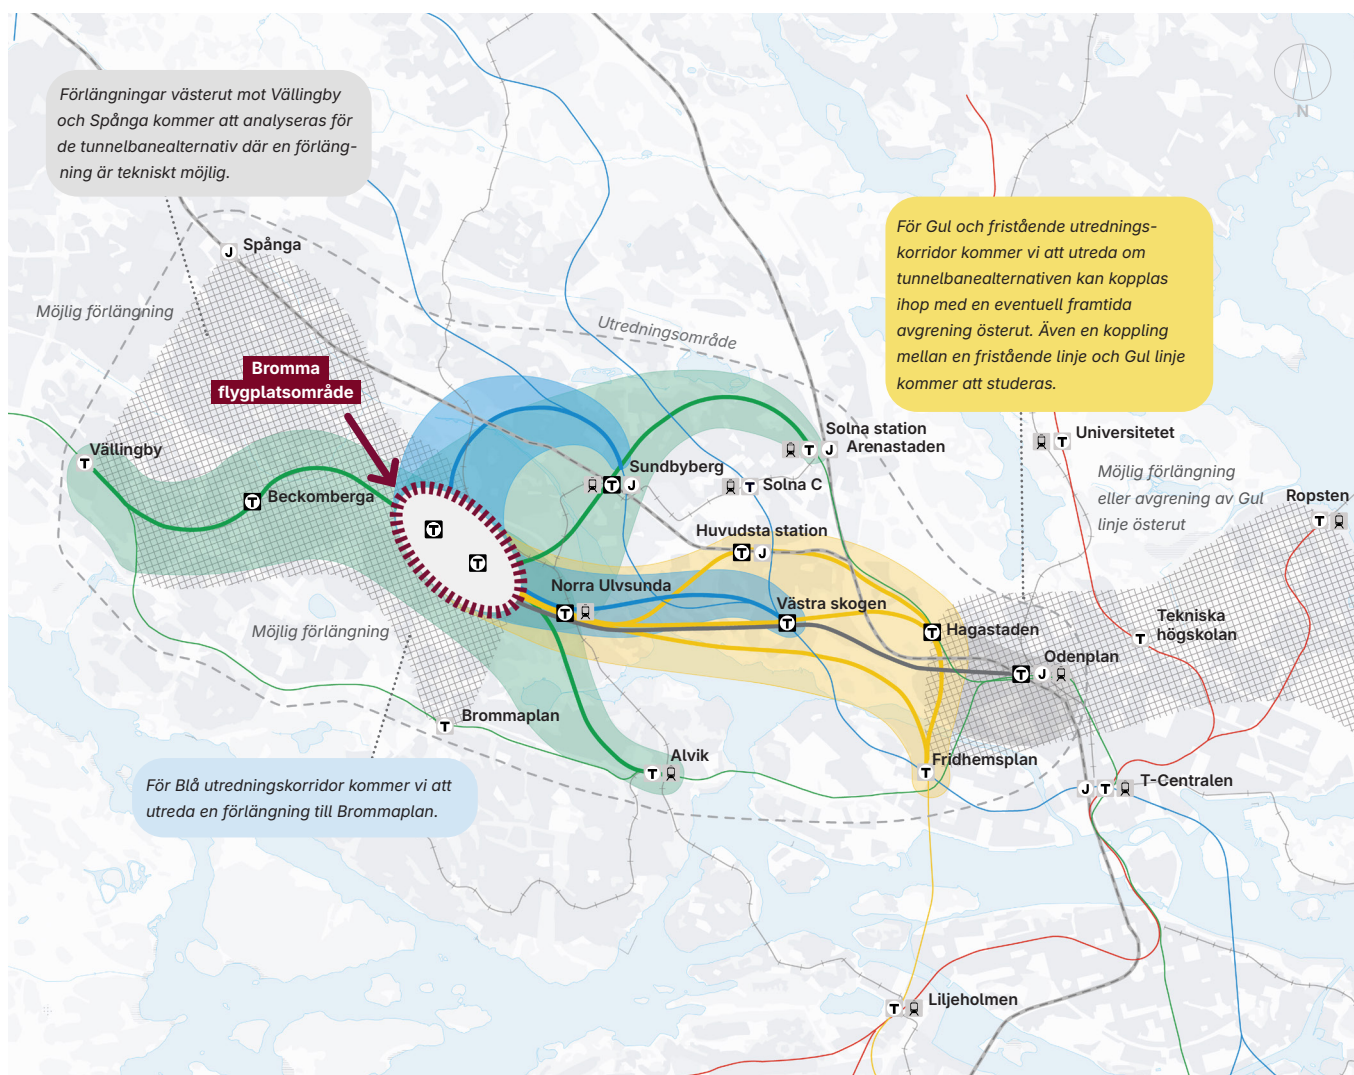 Förlängningar västerut mot Vällingby
och Spånga kommer att analyseras för
de tunnelbanealternativ där en förläng-
ning är tekniskt möjlig.
N
För Gul och fristående utrednings-
korridor kommer vi att utreda om
tunnelbanealternativen kan kopplas
ihop med en eventuell framtida
avgrening österut. Även en koppling
mellan en fristående linje och Gul linje
kommer att studeras.
J
Spånga
Möjlig förlängning
Utredningsområde
Bromma
flygplatsområde
Solna station
Arenastaden
T J
T
Universitetet
Vällingby
T
Möjlig förlängning
eller avgrening av Gul
linje österut
Sundbyberg
T J
T
Solna C
Beckomberga
T
Ropsten
T
T
T
Huvudsta station
T J
Norra Ulvsunda
T
Västra skogen
T
Möjlig förlängning
T
Hagastaden
Tekniska
högskolan
T
Odenplan
T J
Brommaplan
T
Alvik
T
Fridhemsplan
T
T-Centralen
J T
För Blå utredningskorridor kommer vi att
utreda en förlängning till Brommaplan.
Liljeholmen
T